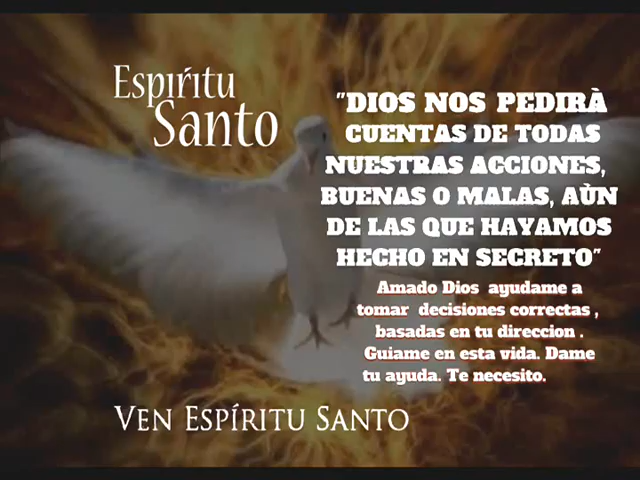 Espíritu
Santo
"DIOS NOS PEDIRÀ
CUENTAS DE TODAS
NUESTRAS ACCIONES,
BUENAS O MALAS, AÙN
DE LAS QUE HAYAMOS
HECHO EN SECRETO"
Amado Dios ayudame a
tomar decisiones correctas ,
basadas en tu direccion .
Guiame en esta vida. Dame
tu ayuda. Te necesito.
VEN ESPÍRITU SANTO